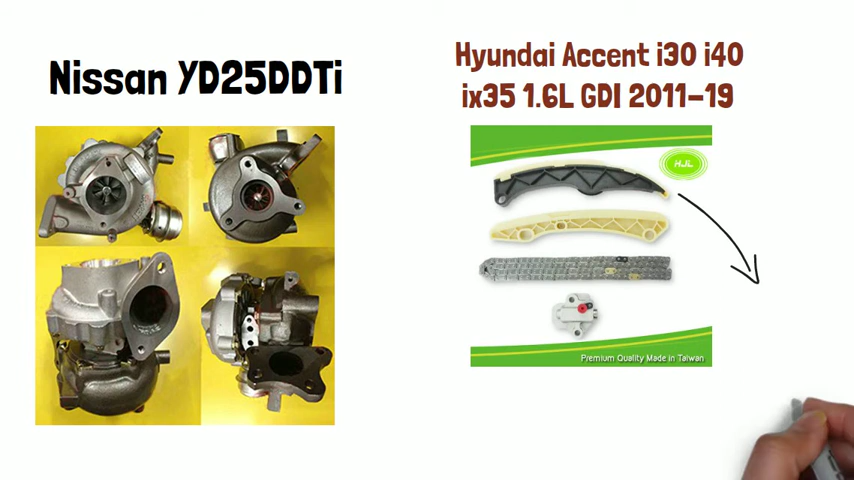 Nissan YD25DDTi
Hyundai Accent i30 i40
ix35 1.6L GDI 2011-19
HJL
Premium Quality Made in Taiwan